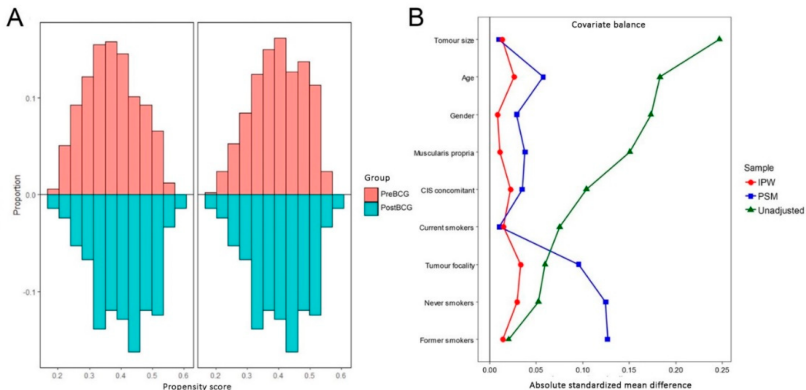 A
Proportion
0.1
0.0
-0.1
0.2 0.3 0.4 0.5 0.6
0.2 0.3 0.4 0.5 0.6
Propensity score
Group
PreBCG
PostBCG
B
Covariate balance
Tomour size
Age
Gender
Muscularis propria
CIS concomitant
Current smokers
Tumour focality
Never smokers
Former smokers
0.00 0.05 0.10 0.15 0.20 0.25
Absolute standardized mean difference
Sample
IPW
PSM
Unadjusted